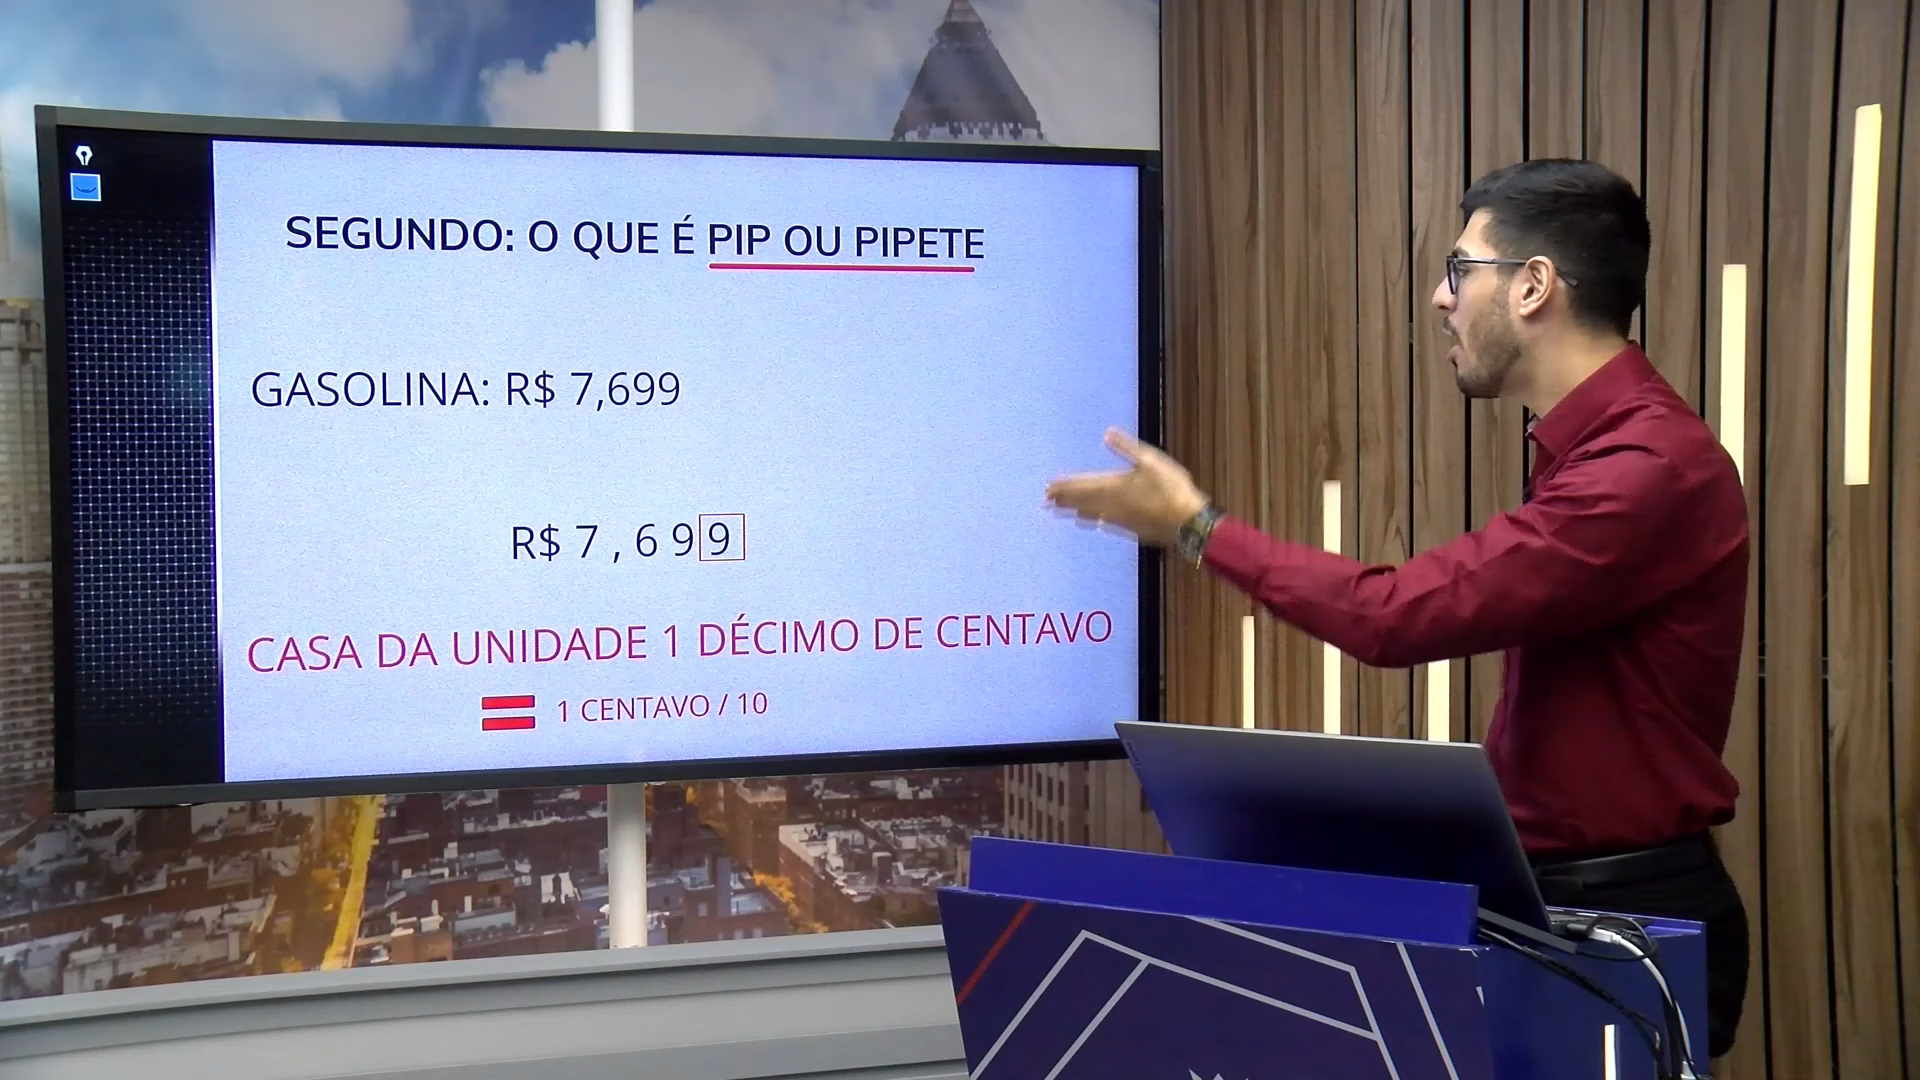 SEGUNDO: O QUE É PIP OU PIPETE
GASOLINA: R$ 7,699
R$ 7 , 6 9 9
CASA DA UNIDADE 1 DÉCIMO DE CENTAVO
= 1 CENTAVO / 10